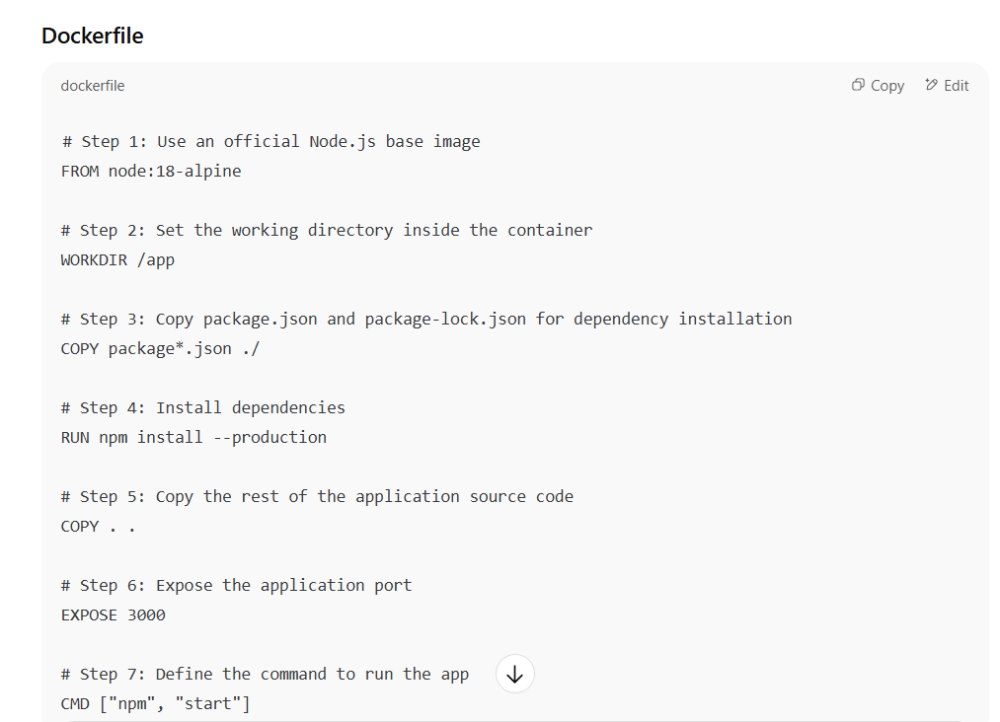 Dockerfile
dockerfile
Copy
Edit
# Step 1: Use an official Node.js base image
FROM node:18-alpine
# Step 2: Set the working directory inside the container
WORKDIR /app
# Step 3: Copy package.json and package-lock.json for dependency installation
COPY package*.json ./
# Step 4: Install dependencies
RUN npm install --production
# Step 5: Copy the rest of the application source code
COPY . .
# Step 6: Expose the application port
EXPOSE 3000
# Step 7: Define the command to run the app
CMD ["npm", "start"]